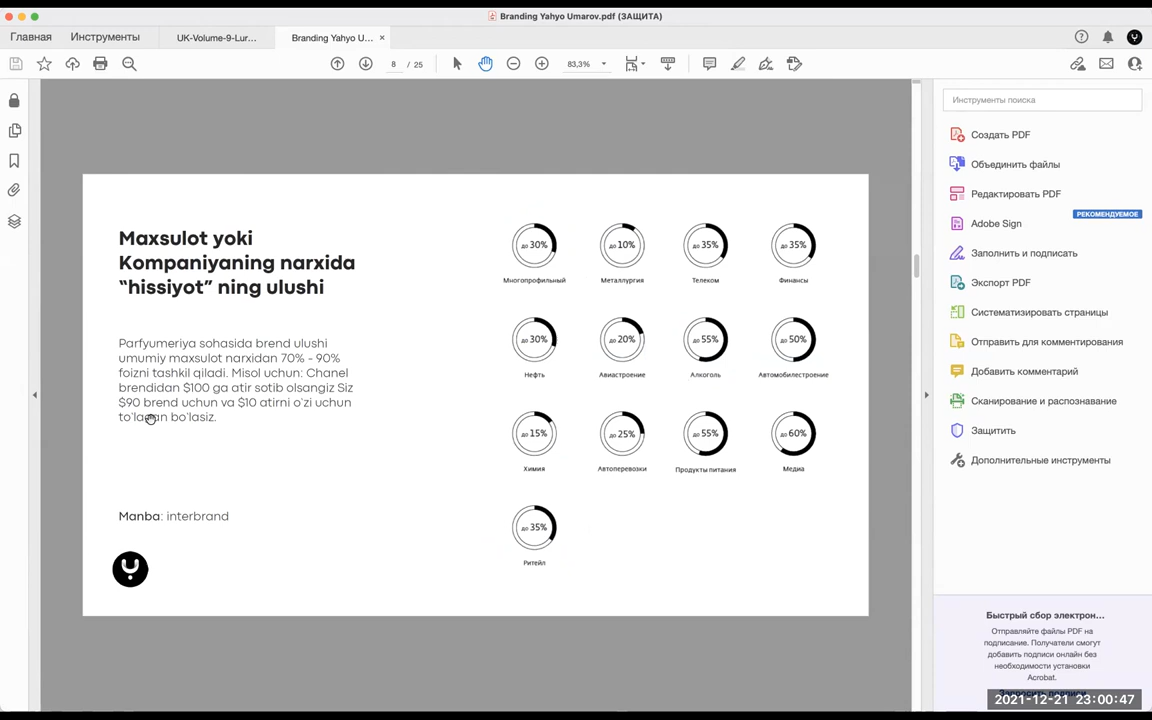 Branding Yahyo Umarov.pdf (ЗАЩИТА)
Главная
Инструменты
UK-Volume-9-Lur...
Branding Yahyo U...
8 / 25
83,3%
Инструменты поиска
Создать PDF
Объединить файлы
Редактировать PDF
РЕКОМЕНДУЕМОЕ
Adobe Sign
Заполнить и подписать
Экспорт PDF
Систематизировать страницы
Отправить для комментирования
Добавить комментарий
Сканирование и распознавание
Защитить
Дополнительные инструменты
Maxsulot yoki
Kompaniyaning narxida
“hissiyot” ning ulushi
Parfyumeriya sohasida brend ulushi
umumiy maxsulot narxidan 70% - 90%
foizni tashkil qiladi. Misol uchun: Chanel
brendidan $100 ga atir sotib olsangiz Siz
$90 brend uchun va $10 atirni o'zi uchun
bo'lasiz.
Manba: interbrand
до 30%
Многопрофильный
до 10%
Металлургия
до 35%
Телеком
до 35%
Финансы
до 30%
Нефть
до 20%
Авиастроение
до 55%
Алкоголь
до 50%
Автомобилестроение
до 15%
Химия
до 25%
Автоперевозки
до 55%
Продукты питания
до 60%
Медиа
до 35%
Ритейл
Быстрый сбор электрон...
Отправляйте файлы PDF на
подписание. Получатели смогут
добавить подписи онлайн без
необходимости установки
Acrobat.
2021-12-21 23:00:47